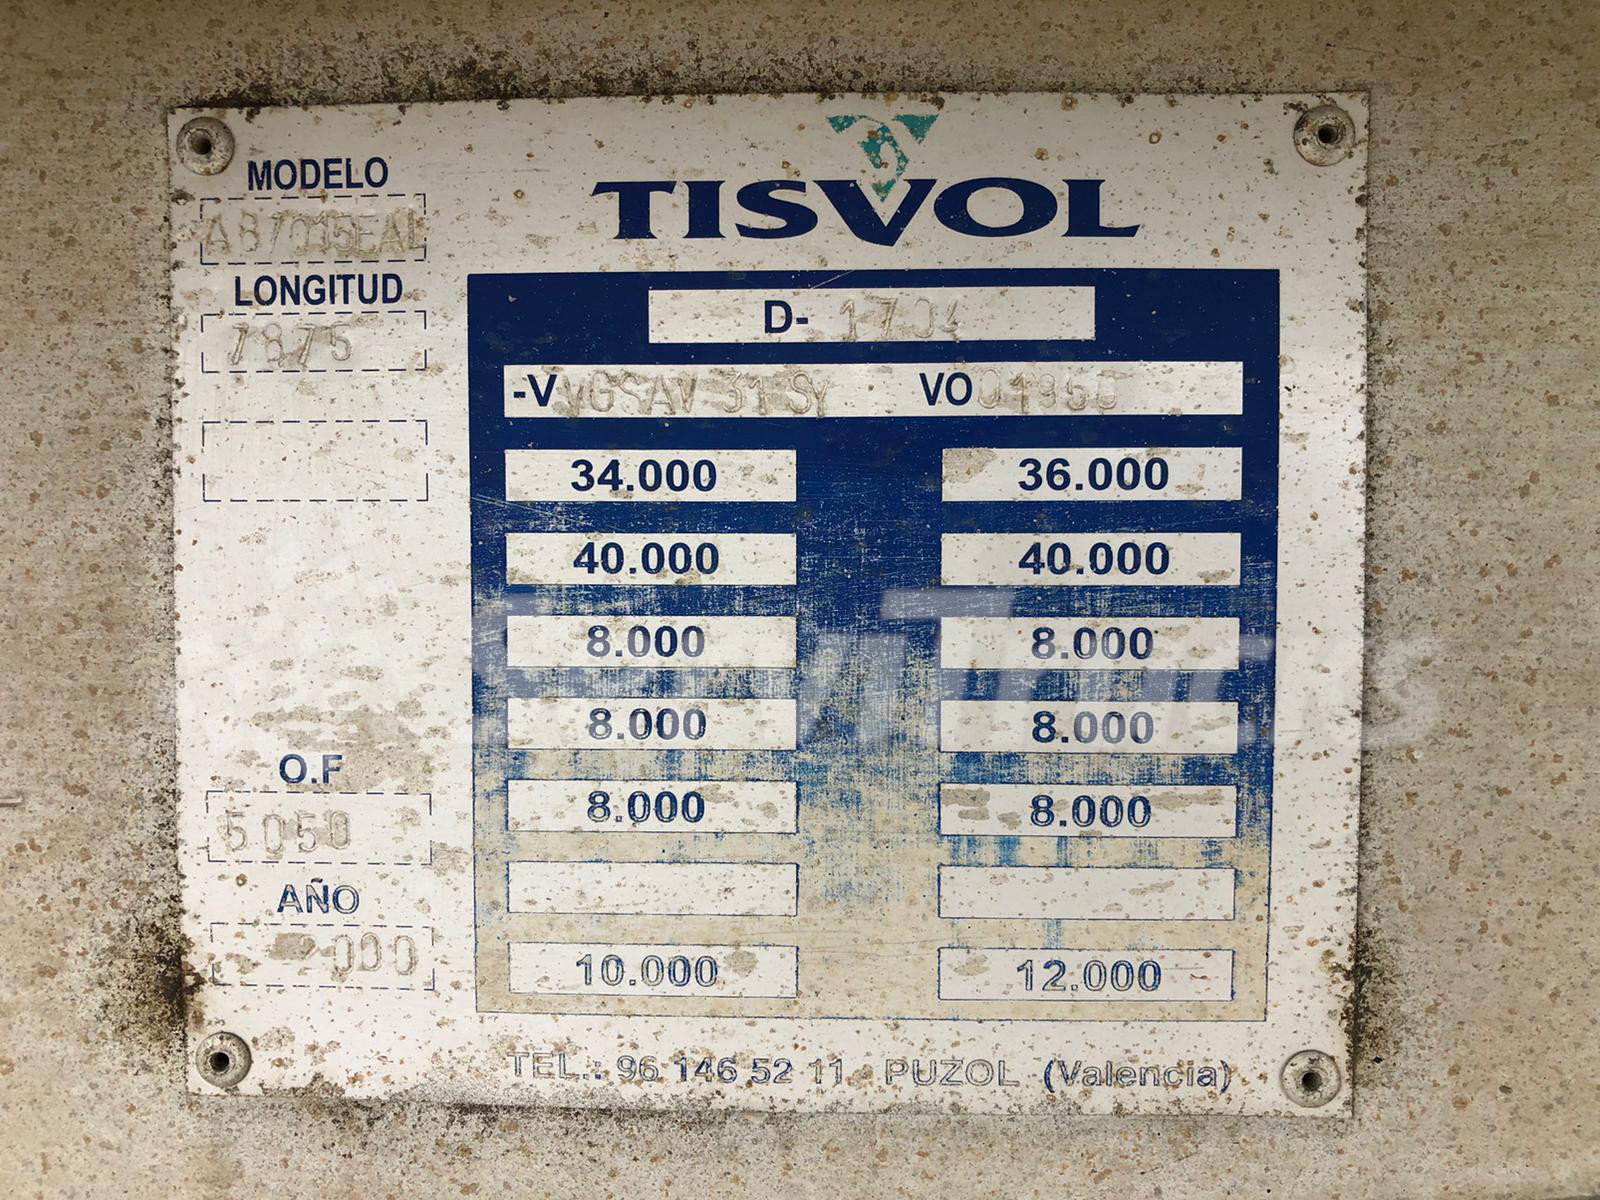 TISVOL
MODELO
LONGITUD
7875
D- 1704
-V VGSAV 31 SY VO 01950
34.000 36.000
40.000 40.000
8.000 8.000
8.000 8.000
8.000 8.000
10.000 12.000
O.F
5050
AÑO
2000
TEL.: 96 146 52 11 - PUZOL (Valencia)